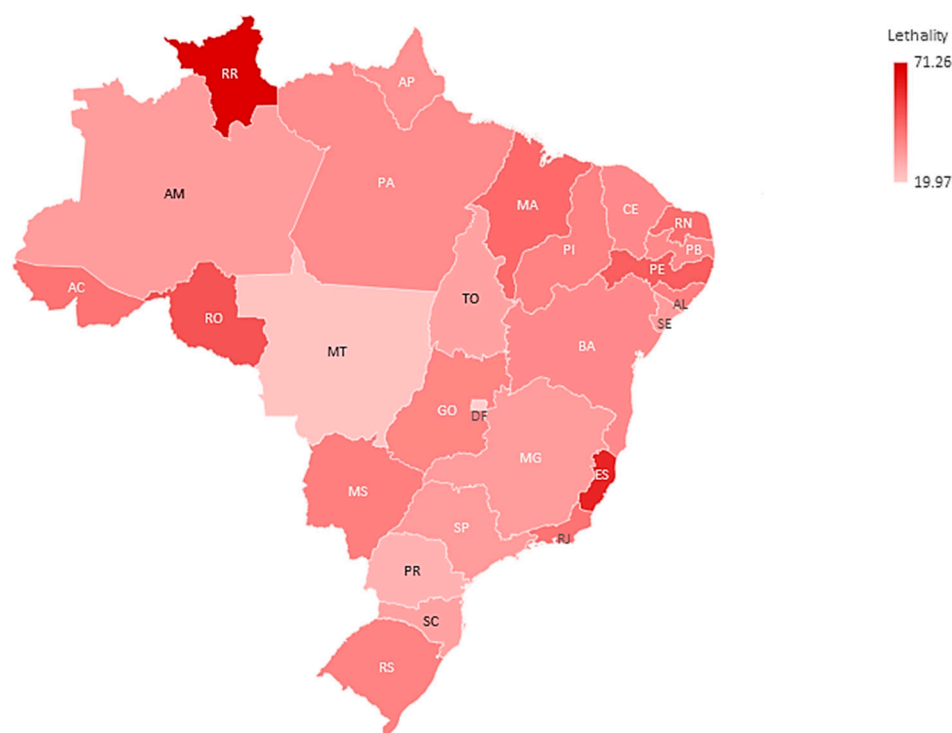 Lethality
71.26
19.97
RR
AP
AM
PA
MA
CE
RN
PI
PB
PE
AC
AL
RO
TO
SE
MT
BA
GO
DF
MG
ES
MS
SP
RJ
PR
SC
RS